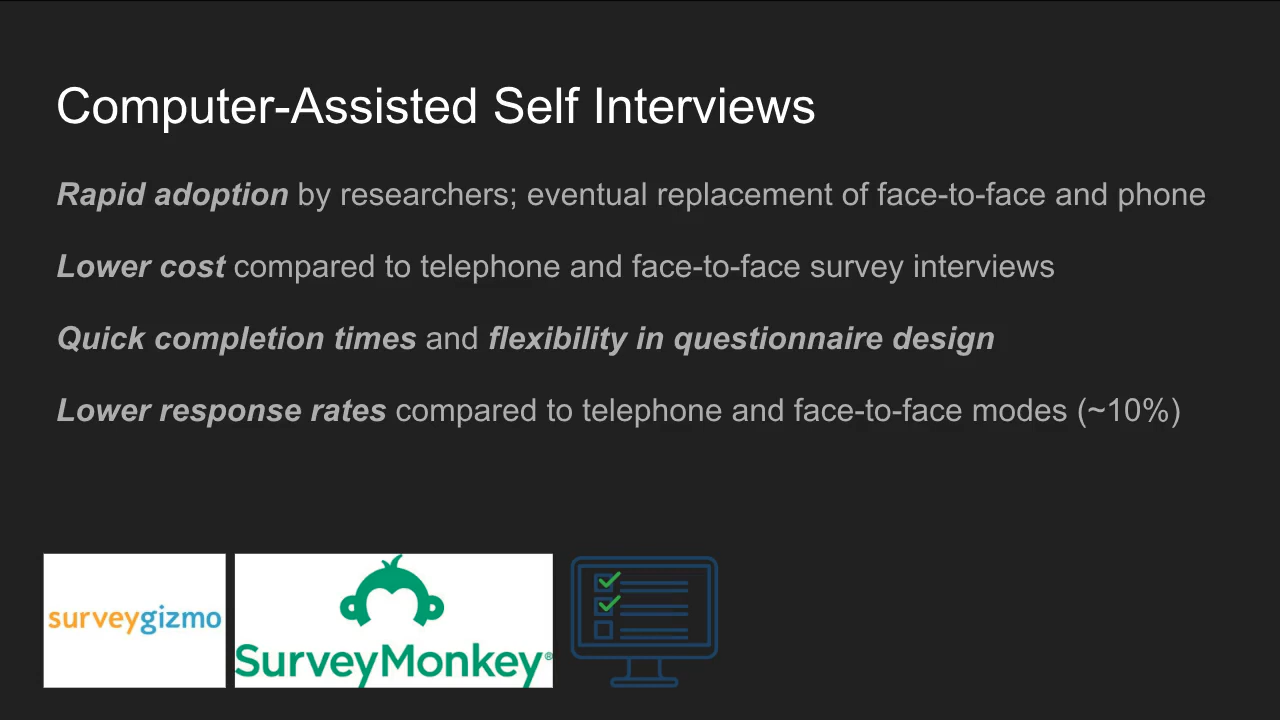 Computer-Assisted Self Interviews
Rapid adoption by researchers; eventual replacement of face-to-face and phone
Lower cost compared to telephone and face-to-face survey interviews
Quick completion times and flexibility in questionnaire design
Lower response rates compared to telephone and face-to-face modes (~10%)
surveygizmo
SurveyMonkey®